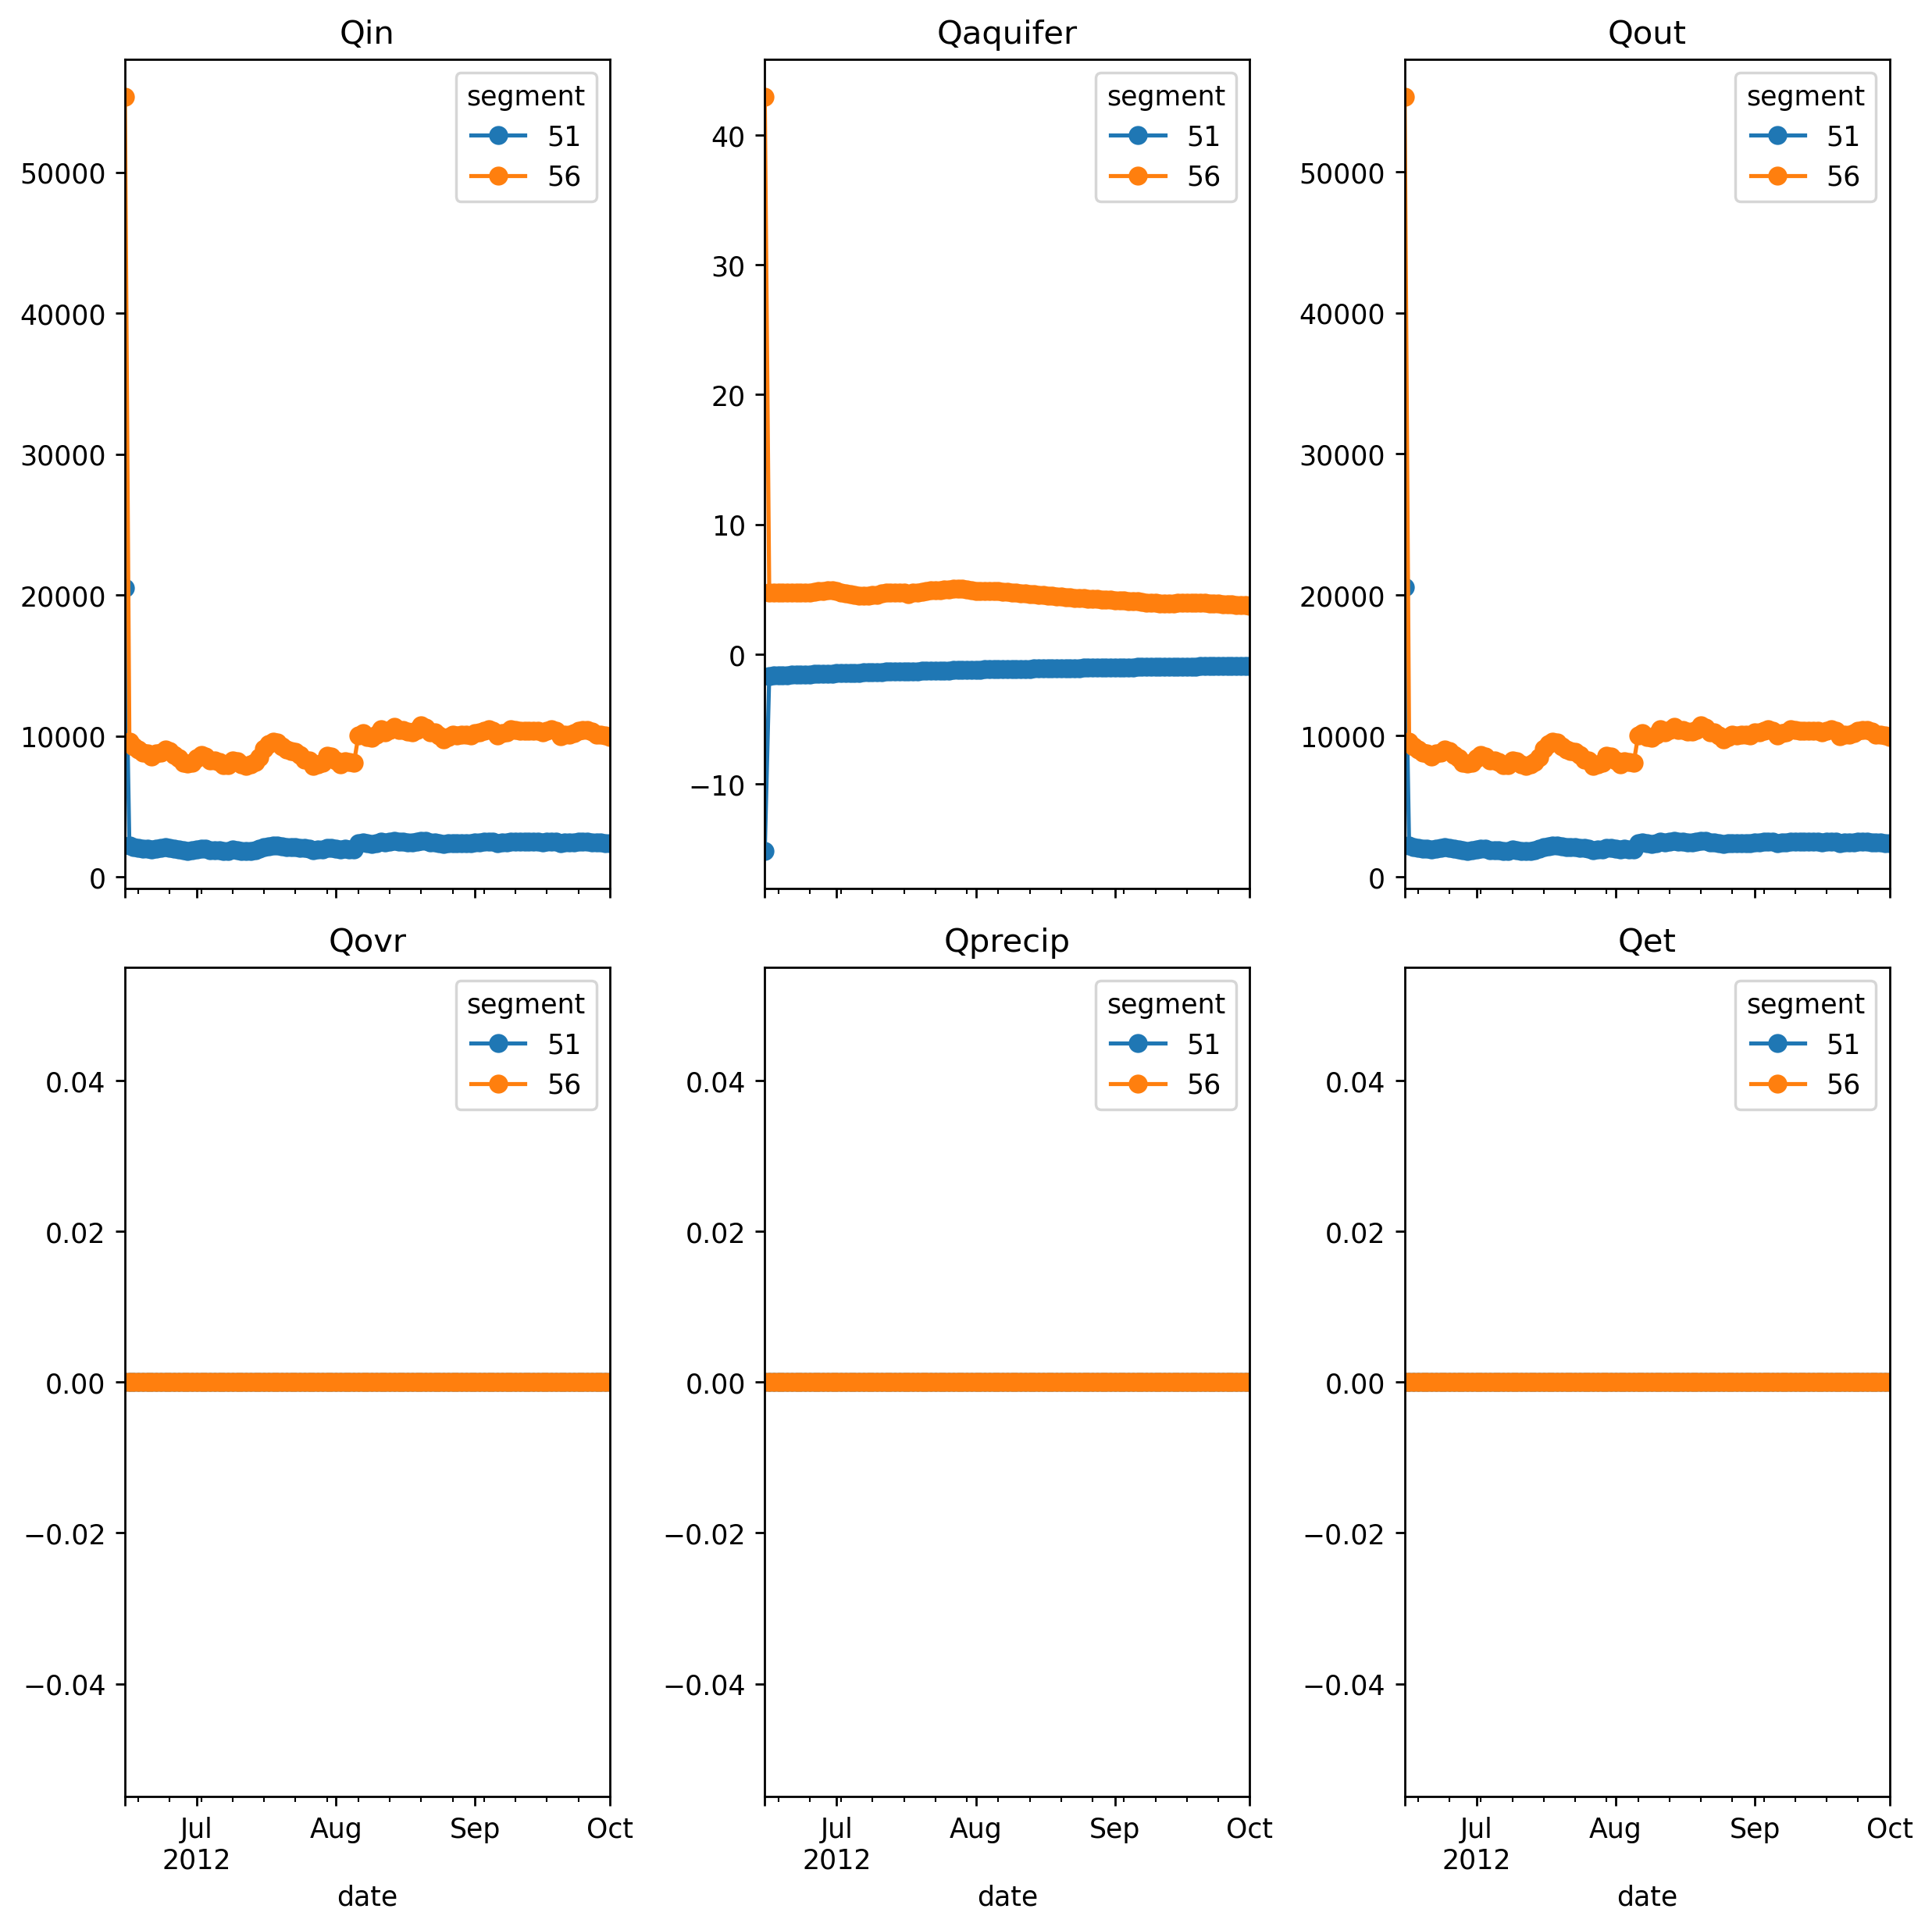 Qin
segment
51
56
50000
40000
30000
20000
10000
0
Qaquifer
segment
51
56
40
30
20
10
0
−10
Qout
segment
51
56
50000
40000
30000
20000
10000
0
Qovr
segment
51
56
0.04
0.02
0.00
−0.02
−0.04
Jul
2012
Aug
Sep
Oct
date
Qprecip
segment
51
56
0.04
0.02
0.00
−0.02
−0.04
Jul
2012
Aug
Sep
Oct
date
Qet
segment
51
56
0.04
0.02
0.00
−0.02
−0.04
Jul
2012
Aug
Sep
Oct
date